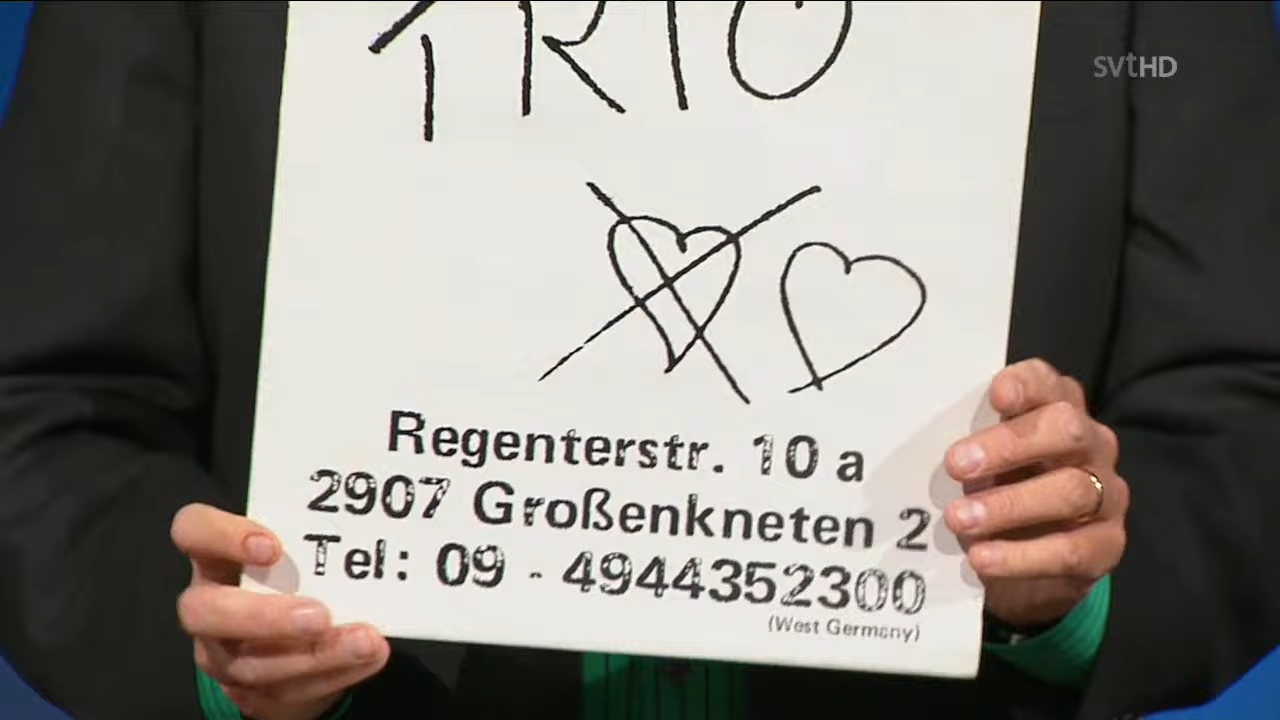 TRIO
svtHD
Regenterstr. 10 a
2907 Großenkneten 2
Tel: 09 - 4944352300
(West Germany)